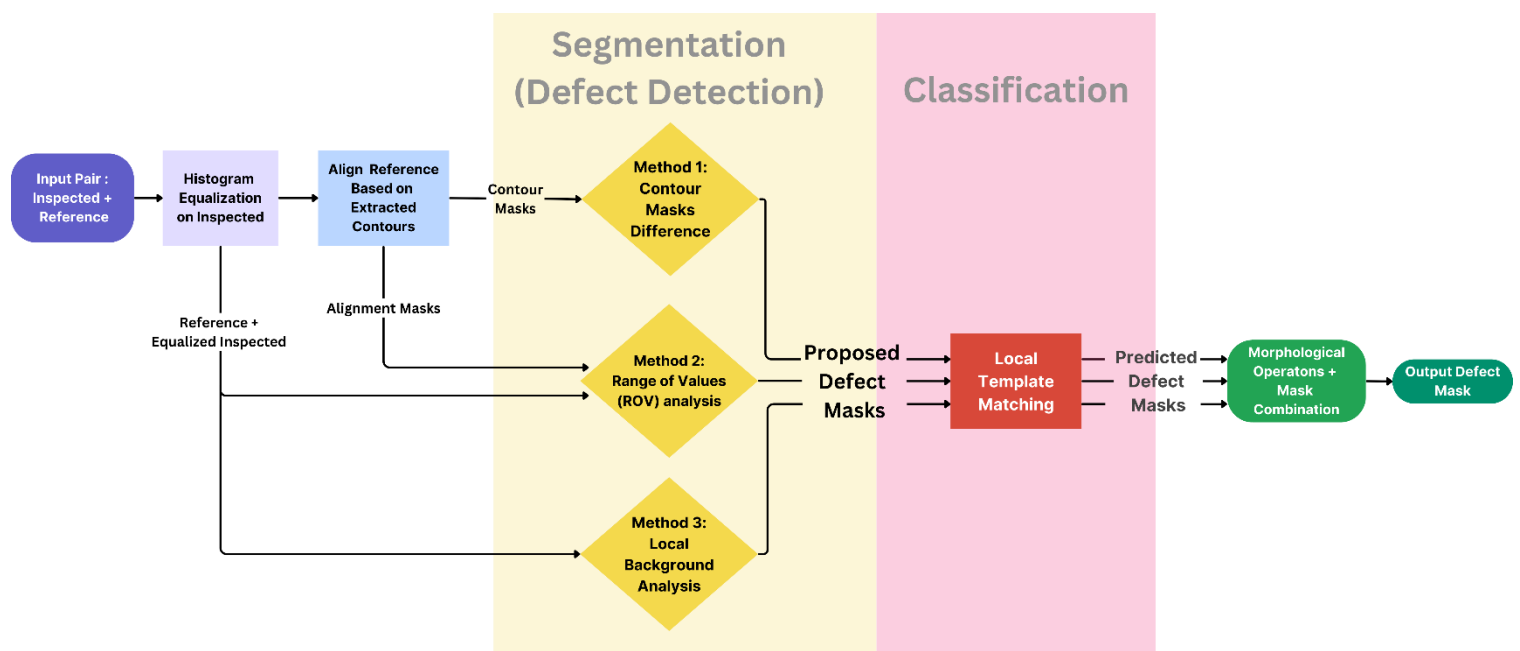 Segmentation
(Defect Detection)
Classification
Input Pair :
Inspected +
Reference
Histogram
Equalization
on Inspected
Align Reference
Based on
Extracted
Contours
Contour
Masks
Method 1:
Contour
Masks
Difference
Alignment Masks
Reference +
Equalized Inspected
Method 2:
Range of Values
(ROV) analysis
Method 3:
Local
Background
Analysis
Proposed
Defect
Masks
Local
Template
Matching
Predicted
Defect
Masks
Morphological
Operatons +
Mask
Combination
Output Defect
Mask